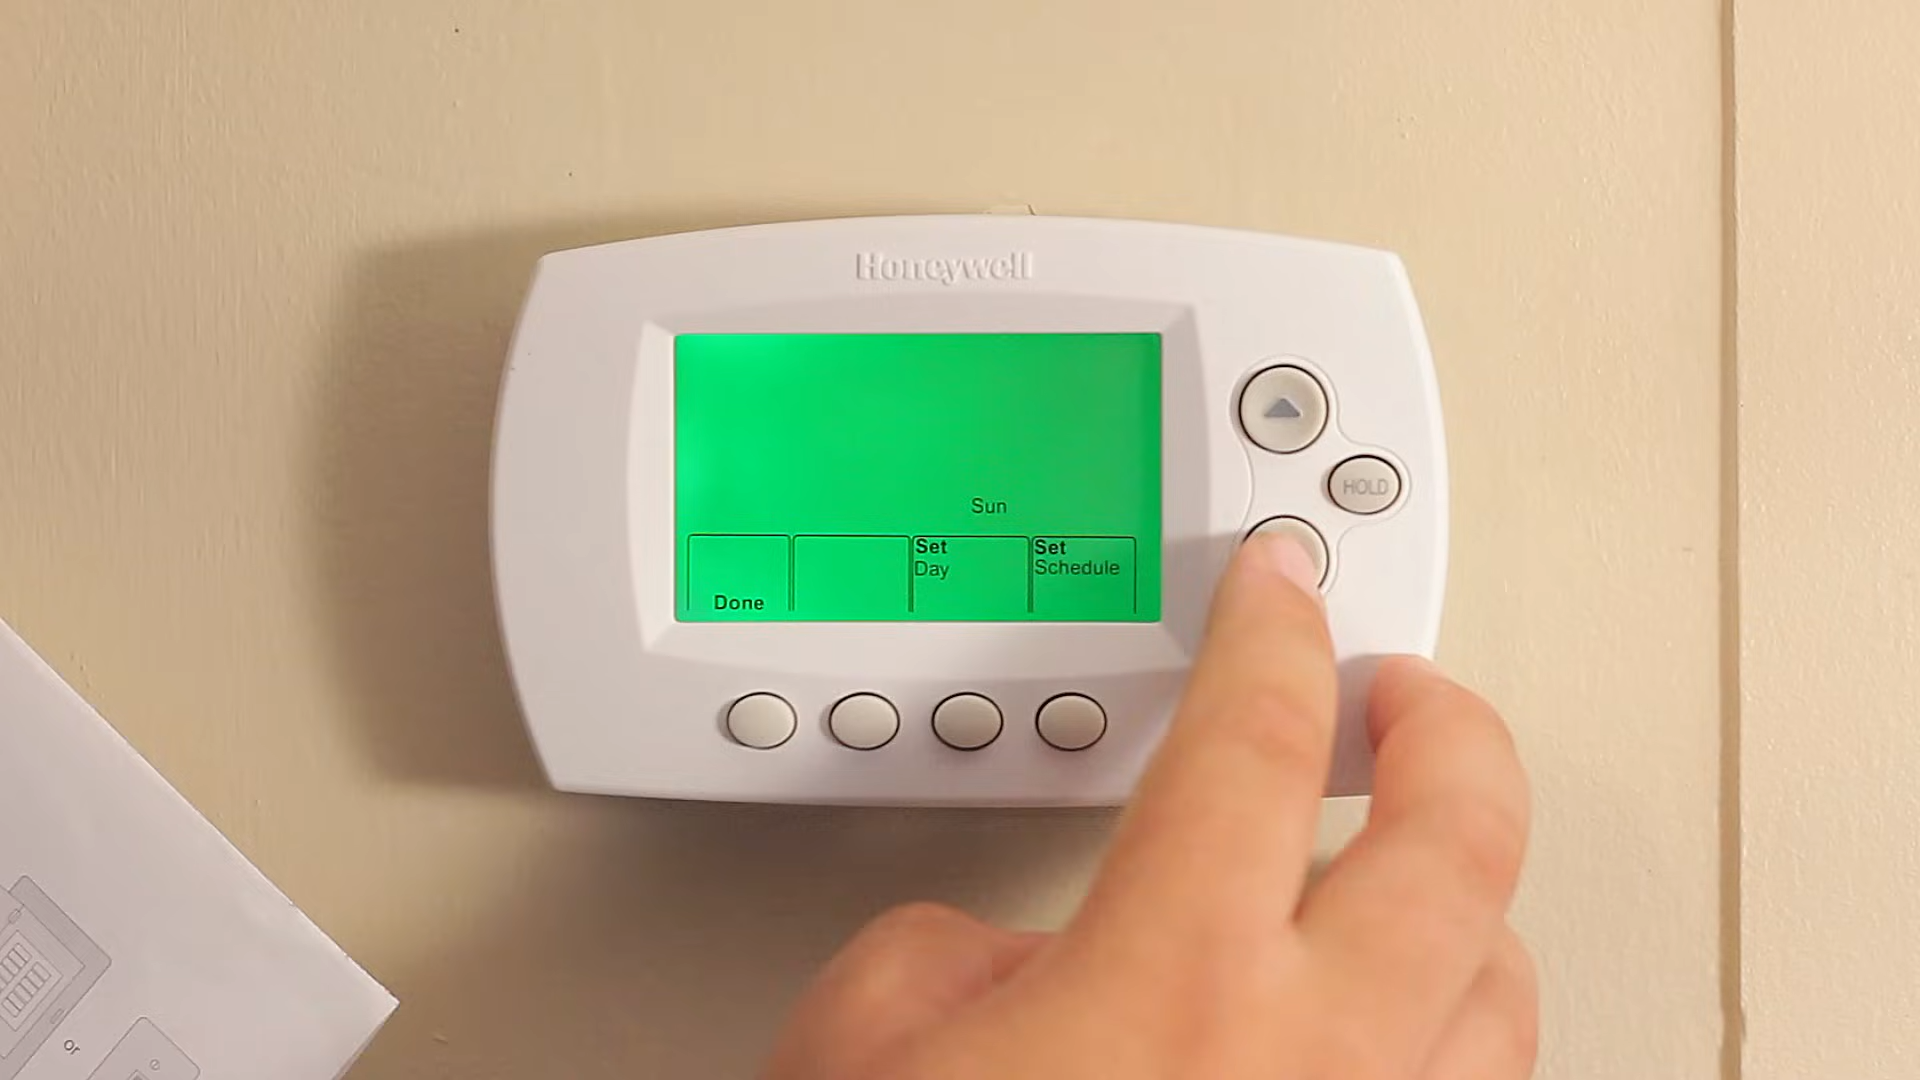 Honeywell
HOLD
Sun
Set
Day
Set
Schedule
Done
or